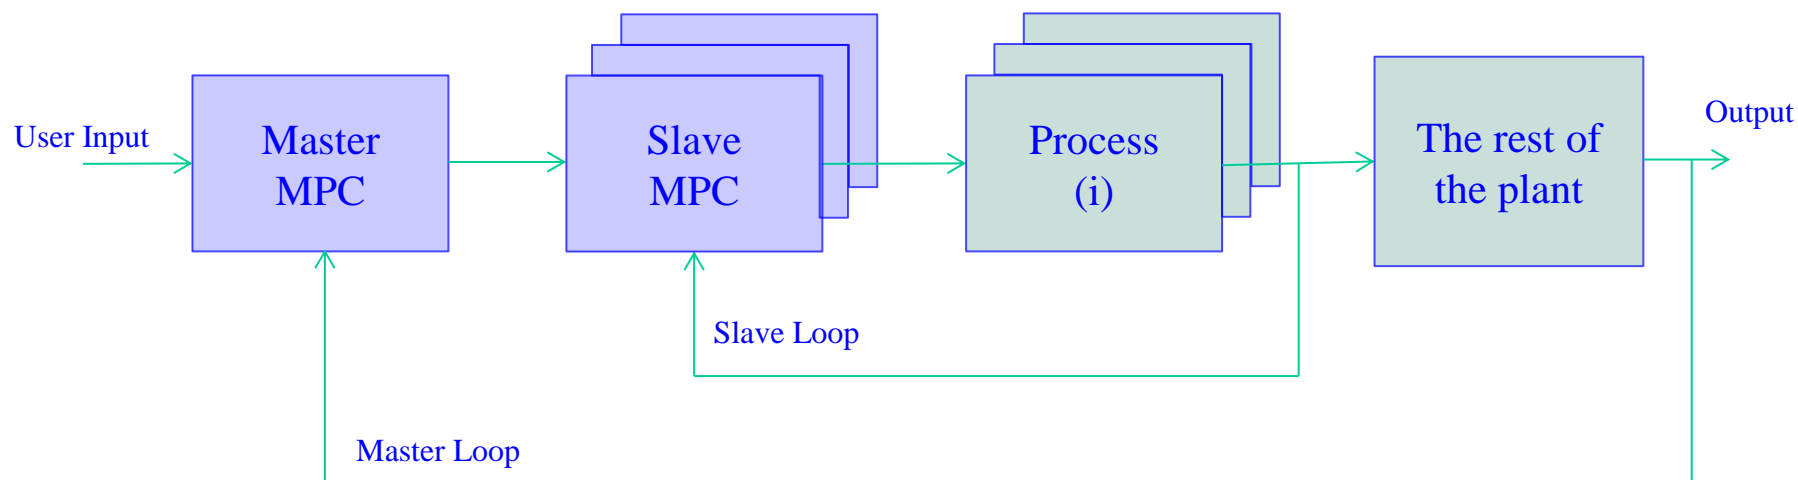 User Input
Master
MPC
Slave
MPC
Process
(i)
The rest of
the plant
Output
Slave Loop
Master Loop